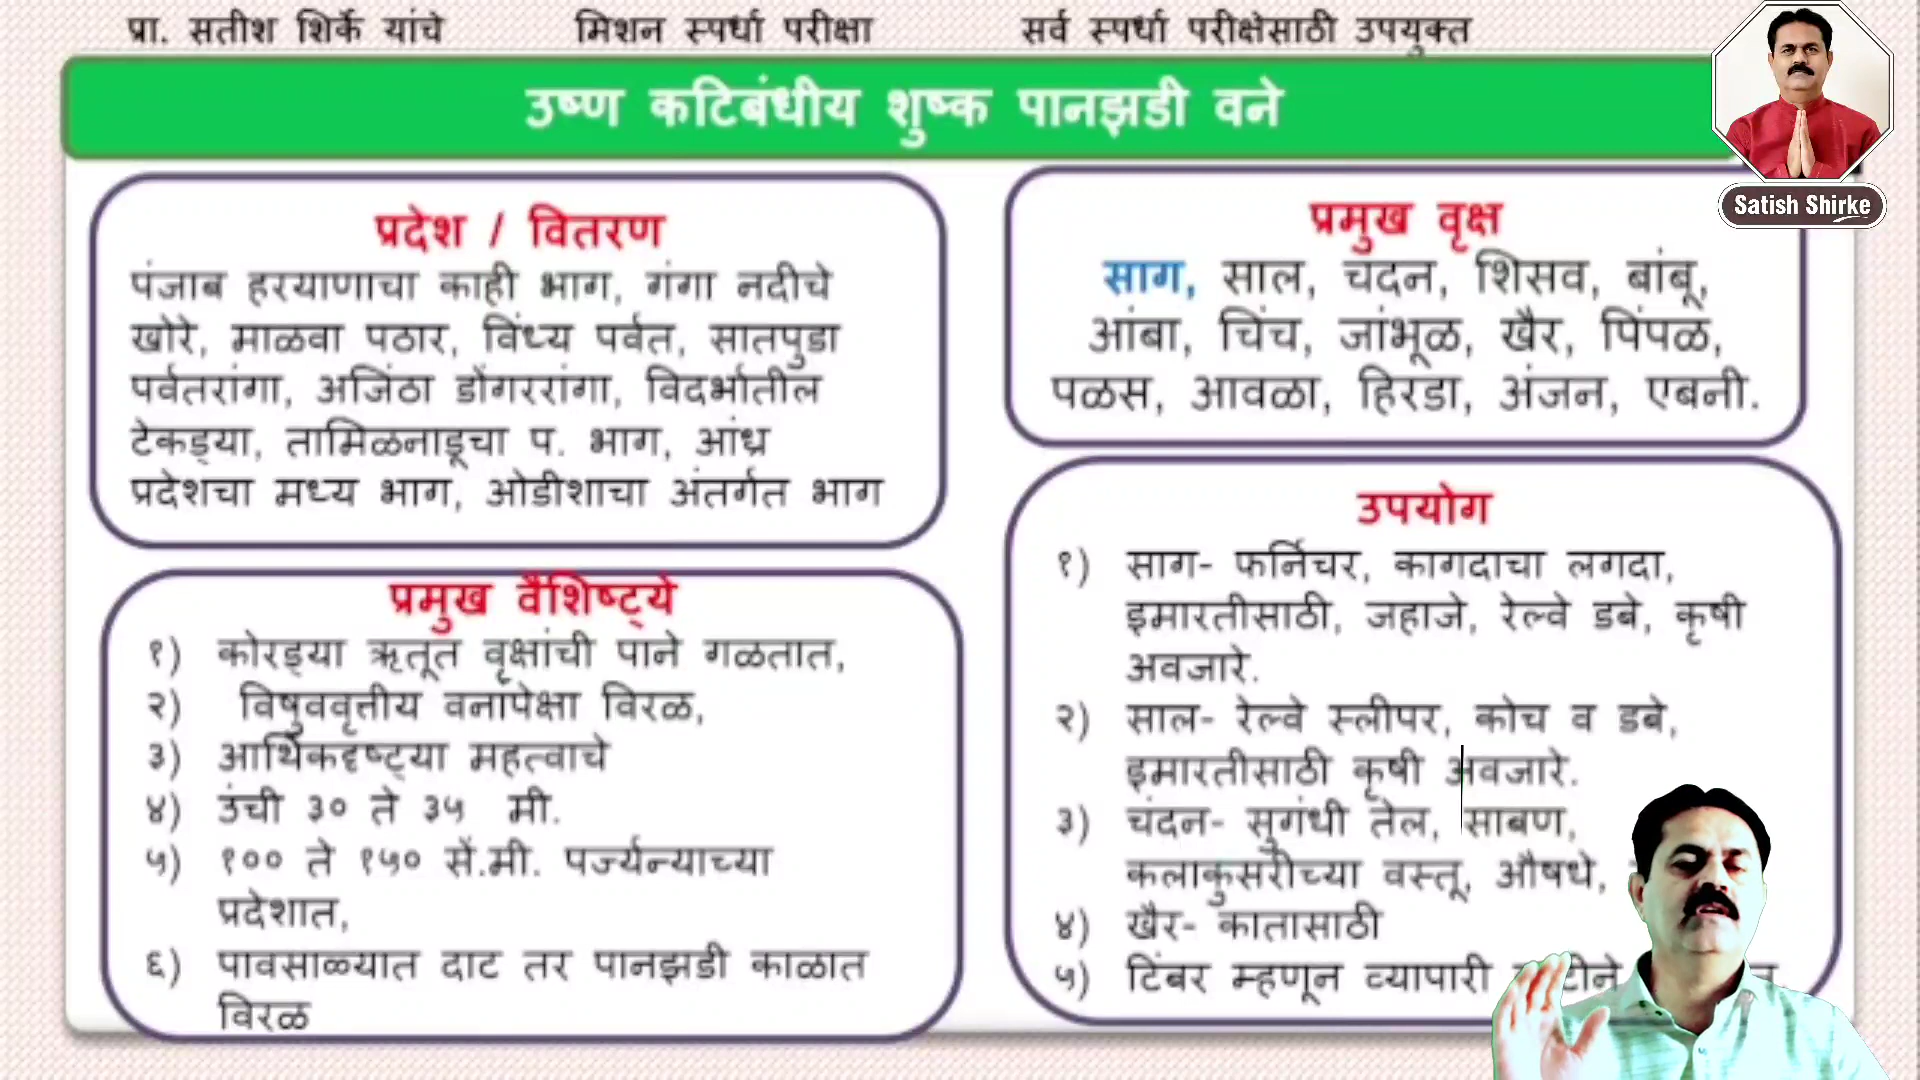 प्रा. सतीश शिर्के यांचे मिशन स्पर्धा परीक्षा सर्व स्पर्धा परीक्षेसाठी उपयुक्त
उष्ण कटिबंधीय शुष्क पानझडी वने
प्रदेश / वितरण
पंजाब हरयाणाचा काही भाग, गंगा नदीचे
खोरे, माळवा पठार, विंध्य पर्वत, सातपुडा
पर्वतरांगा, अजिंठा डोंगररांगा, विदर्भातील
टेकड्या, तामिळनाडूचा प. भाग, आंध्र
प्रदेशचा मध्य भाग, ओडीशाचा अंतर्गत भाग
प्रमुख वैशिष्ट्ये
१) कोरड्या ऋतूत वृक्षांची पाने गळतात,
२) विषुववृत्तीय वनांपेक्षा विरळ,
३) आर्थिकदृष्ट्या महत्वाचे
४) उंची ३० ते ३५ मी.
५) १०० ते १५० सें.मी. पर्ज्यन्याच्या
प्रदेशात,
६) पावसाळ्यात दाट तर पानझडी काळात
विरळ
प्रमुख वृक्ष
साग, साल, चंदन, शिसव, बांबू,
आंबा, चिंच, जांभूळ, खैर, पिंपळ,
पळस, आवळा, हिरडा, अंजन, एबनी.
उपयोग
१) साग- फर्निचर, कागदाचा लगदा,
इमारतीसाठी, जहाजे, रेल्वे डबे, कृषी
अवजारे.
२) साल- रेल्वे स्लीपर, कोच व डबे,
इमारतीसाठी कृषी अवजारे.
३) चंदन- सुगंधी तेल, साबण,
कलाकुसरीच्या वस्तू, औषधे,
४) खैर- कातासाठी
५) टिंबर म्हणून व्यापारी
Satish Shirke